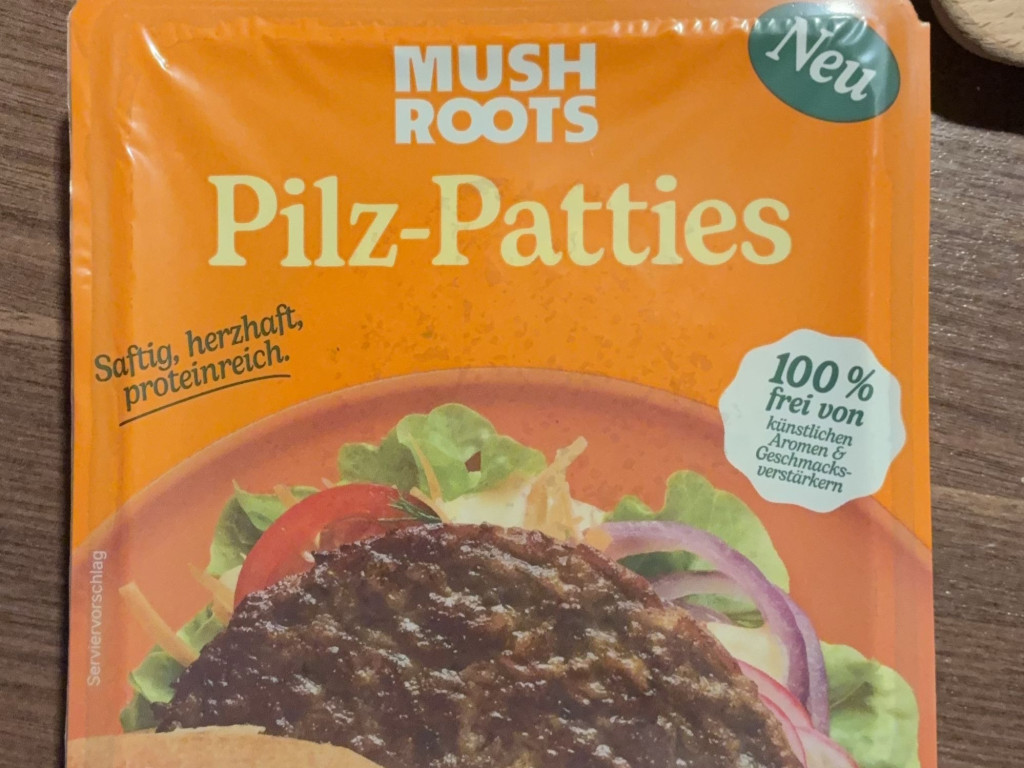 MUSH
ROOTS
Neu
Pilz-Patties
Saftig, herzhaft,
proteinreich.
100 %
frei von
künstlichen
Aromen &
Geschmacks-
verstärkern
Serviervorschlag